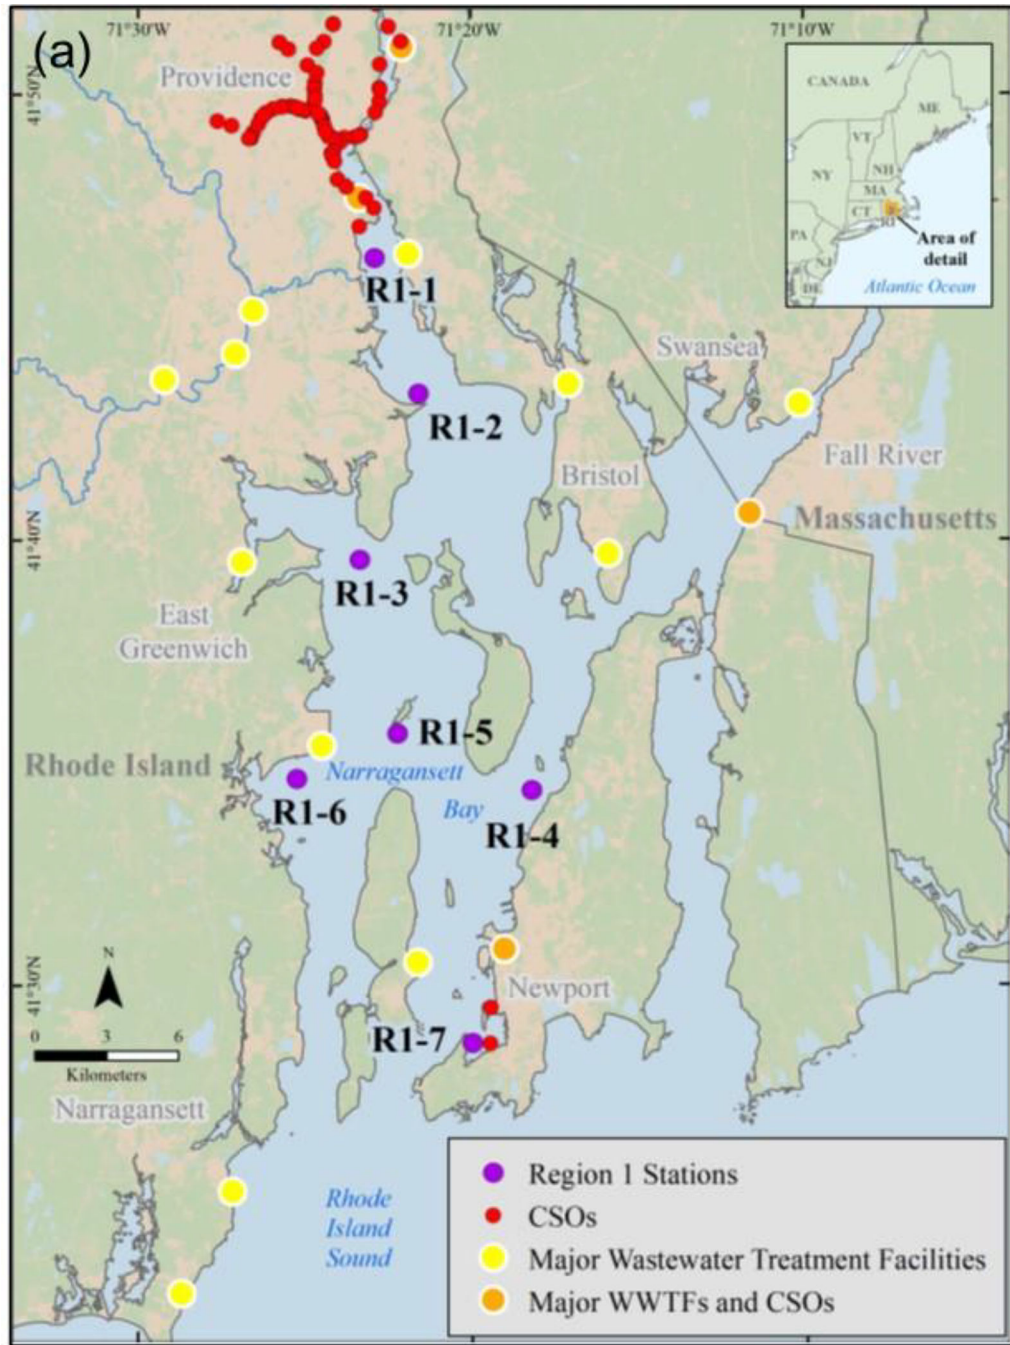 71°30'W
71°20'W
71°10'W
(a)
Providence
41°50'N
CANADA
ME
VT
NH
NY
MA
CT
RI
PA
NJ
DE
Area of
detail
Atlantic Ocean
R1-1
Swansea
R1-2
Fall River
Bristol
Massachusetts
41°40'N
R1-3
East
Greenwich
R1-5
Rhode Island
Narragansett
Bay
R1-6
R1-4
N
41°30'N
Newport
0 3 6
Kilometers
R1-7
Narragansett
Rhode
Island
Sound
Region 1 Stations
CSOs
Major Wastewater Treatment Facilities
Major WWTFs and CSOs